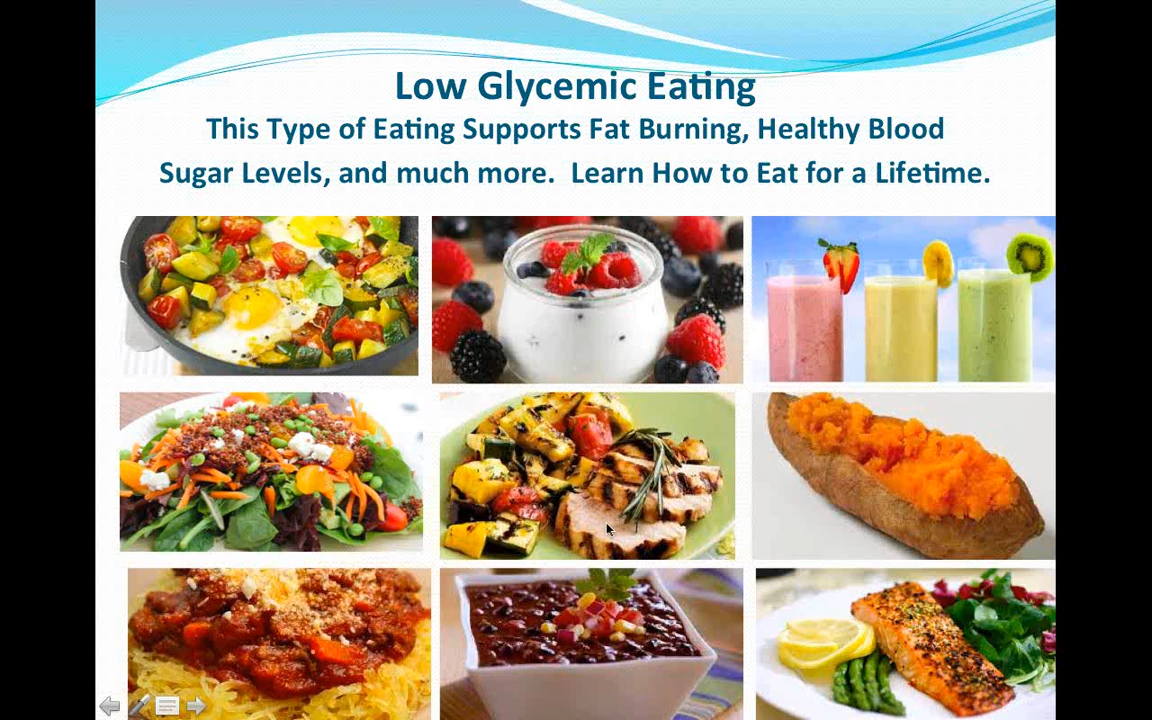 Low Glycemic Eating
This Type of Eating Supports Fat Burning, Healthy Blood
Sugar Levels, and much more.  Learn How to Eat for a Lifetime.